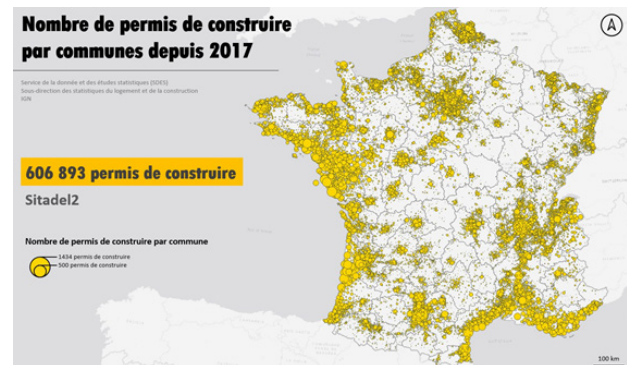 Nombre de permis de construire
par communes depuis 2017
Service de la donnée et des études statistiques (SDES)
Sous-direction des statistiques du logement et de la construction
IGN
606 893 permis de construire
Sitadel2
Nombre de permis de construire par commune
1434 permis de construire
500 permis de construire
100 km